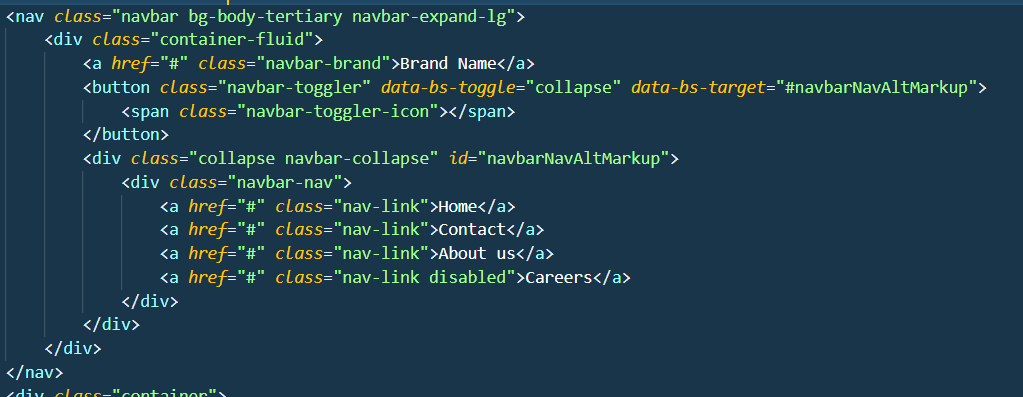 <nav class="navbar bg-body-tertiary navbar-expand-lg">
    <div class="container-fluid">
        <a href="#" class="navbar-brand">Brand Name</a>
        <button class="navbar-toggler" data-bs-toggle="collapse" data-bs-target="#navbarNavAltMarkup">
            <span class="navbar-toggler-icon"></span>
        </button>
        <div class="collapse navbar-collapse" id="navbarNavAltMarkup">
            <div class="navbar-nav">
                <a href="#" class="nav-link">Home</a>
                <a href="#" class="nav-link">Contact</a>
                <a href="#" class="nav-link">About us</a>
                <a href="#" class="nav-link disabled">Careers</a>
            </div>
        </div>
    </div>
</nav>
<div class="container">